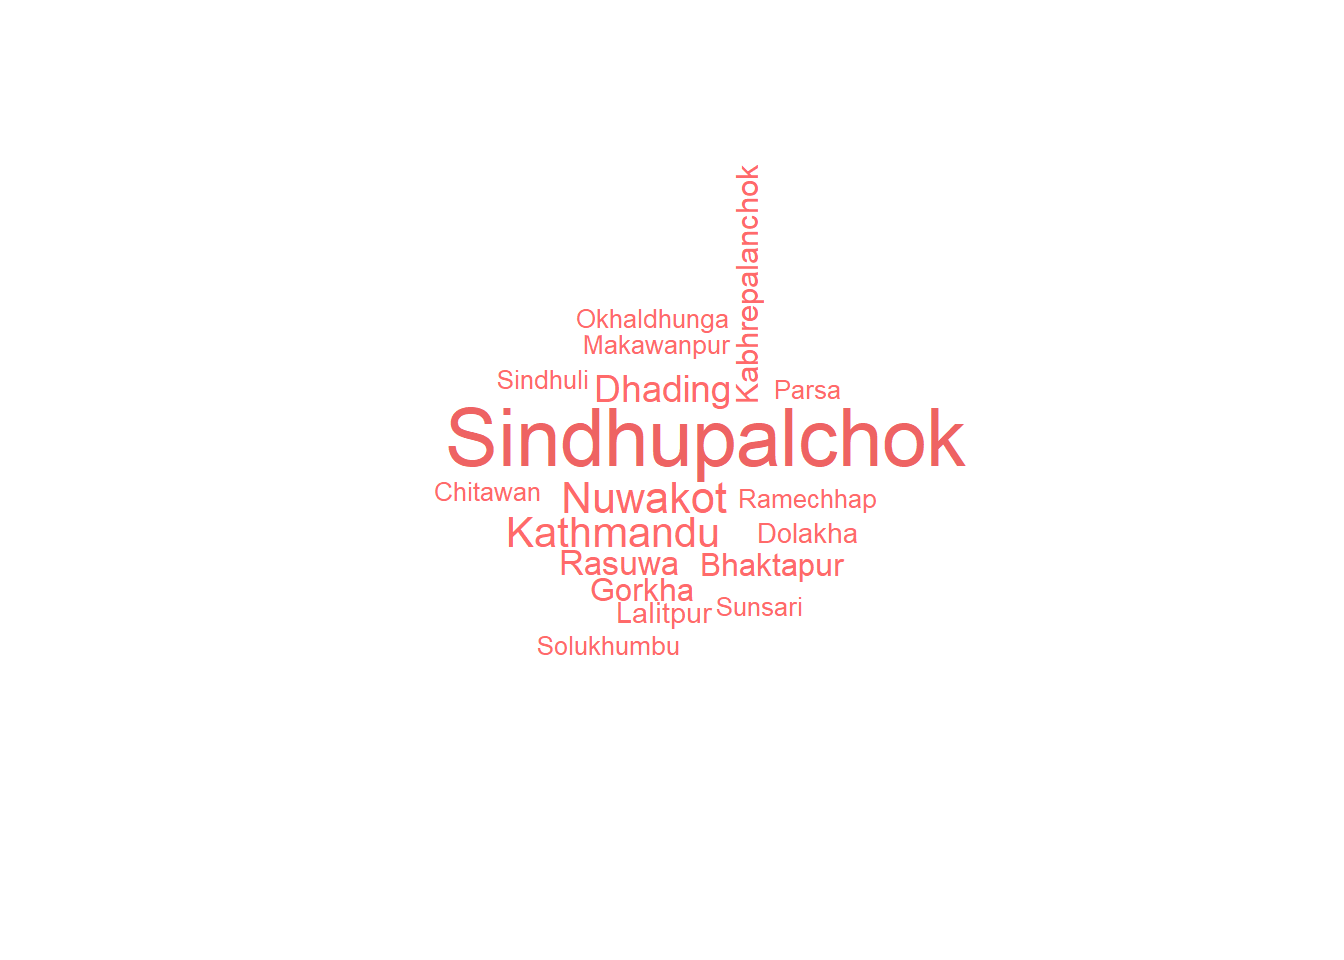 Kabhrepalanchok
Okhaldhunga
Makawanpur
Sindhuli
Dhading
Parsa
Sindhupalchok
Chitawan
Nuwakot
Ramechhap
Kathmandu
Dolakha
Rasuwa
Bhaktapur
Gorkha
Lalitpur
Sunsari
Solukhumbu